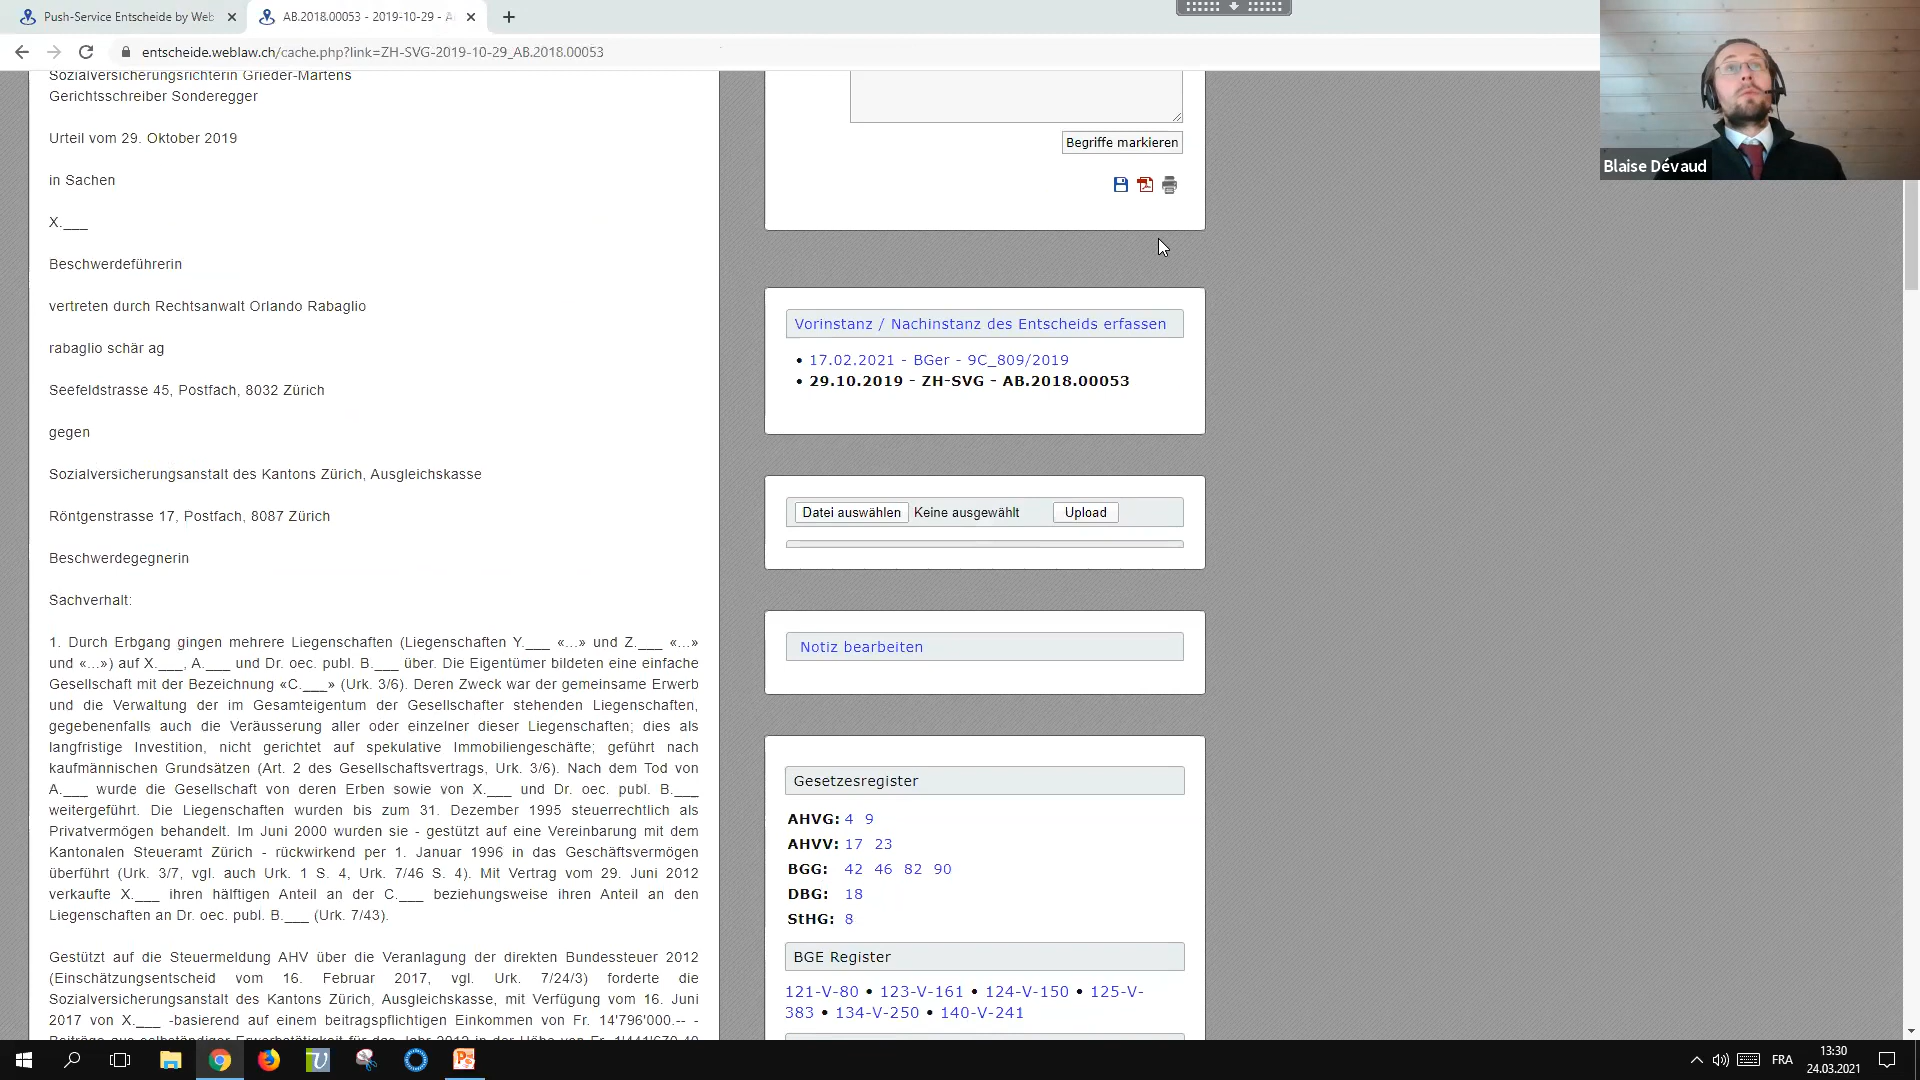 Push-Service Entscheide by Web
AB.2018.00053 - 2019-10-29 - A
entscheide.weblaw.ch/cache.php?link=ZH-SVG-2019-10-29_AB.2018.00053
Sozialversicherungsrichterin Grieder-Martens
Gerichtsschreiber Sonderegger
Urteil vom 29. Oktober 2019
in Sachen
X.___
Beschwerdeführerin
vertreten durch Rechtsanwalt Orlando Rabaglio
rabaglio schär ag
Seefeldstrasse 45, Postfach, 8032 Zürich
gegen
Sozialversicherungsanstalt des Kantons Zürich, Ausgleichskasse
Röntgenstrasse 17, Postfach, 8087 Zürich
Beschwerdegegnerin
Sachverhalt:
1. Durch Erbgang gingen mehrere Liegenschaften (Liegenschaften Y.___ «...» und Z.___ «...»
und «...») auf X.___, A.___ und Dr. oec. publ. B.___ über. Die Eigentümer bildeten eine einfache
Gesellschaft mit der Bezeichnung «C.___» (Urk. 3/6). Deren Zweck war der gemeinsame Erwerb
und die Verwaltung der im Gesamteigentum der Gesellschafter stehenden Liegenschaften,
gegebenenfalls auch die Veräusserung aller oder einzelner dieser Liegenschaften; dies als
langfristige Investition, nicht gerichtet auf spekulative Immobiliengeschäfte; geführt nach
kaufmännischen Grundsätzen (Art. 2 des Gesellschaftsvertrags, Urk. 3/6). Nach dem Tod von
A.___ wurde die Gesellschaft von deren Erben sowie von X.___ und Dr. oec. publ. B.___
weitergeführt. Die Liegenschaften wurden bis zum 31. Dezember 1995 steuerrechtlich als
Privatvermögen behandelt. Im Juni 2000 wurden sie - gestützt auf eine Vereinbarung mit dem
Kantonalen Steueramt Zürich - rückwirkend per 1. Januar 1996 in das Geschäftsvermögen
überführt (Urk. 3/7, vgl. auch Urk. 1 S. 4, Urk. 7/46 S. 4). Mit Vertrag vom 29. Juni 2012
verkaufte X.___ ihren hälftigen Anteil an der C.___ beziehungsweise ihren Anteil an den
Liegenschaften an Dr. oec. publ. B.___ (Urk. 7/43).
Gestützt auf die Steuermeldung AHV über die Veranlagung der direkten Bundessteuer 2012
(Einschätzungsentscheid vom 16. Februar 2017, vgl. Urk. 7/24/3) forderte die
Sozialversicherungsanstalt des Kantons Zürich, Ausgleichskasse, mit Verfügung vom 16. Juni
2017 von X.___ -basierend auf einem beitragspflichtigen Einkommen von Fr. 14'796'000.-- -
Beiträge aus selbständiger Erwerbstätigkeit für das Jahr 2012 in der Höhe von Fr. 1'441'670.40
Begriffe markieren
Vorinstanz / Nachinstanz des Entscheids erfassen
• 17.02.2021 - BGer - 9C_809/2019
• 29.10.2019 - ZH-SVG - AB.2018.00053
Datei auswählen Keine ausgewählt Upload
Notiz bearbeiten
Gesetzesregister
AHVG: 4 9
AHVV: 17 23
BGG: 42 46 82 90
DBG: 18
StHG: 8
BGE Register
121-V-80 • 123-V-161 • 124-V-150 • 125-V-
383 • 134-V-250 • 140-V-241
Blaise Dévaud
FRA
13:30
24.03.2021